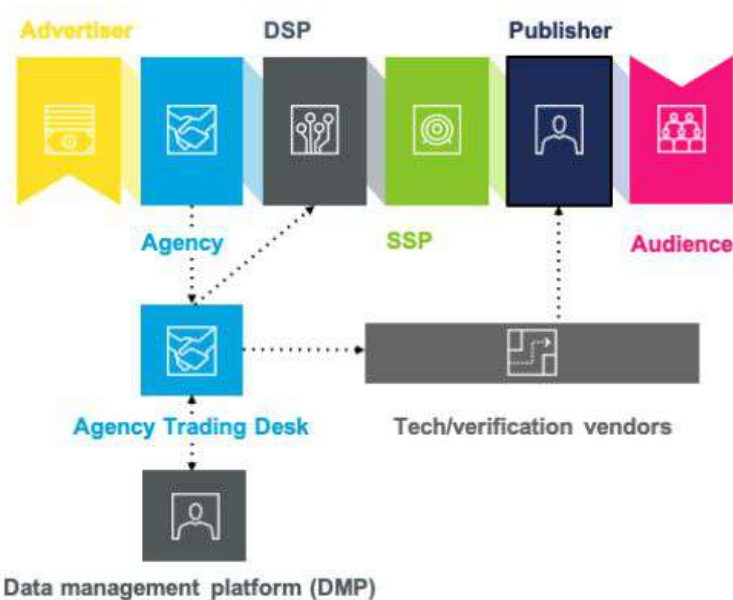 Advertiser
DSP
Publisher
Agency
SSP
Audience
Agency Trading Desk
Tech/verification vendors
Data management platform (DMP)